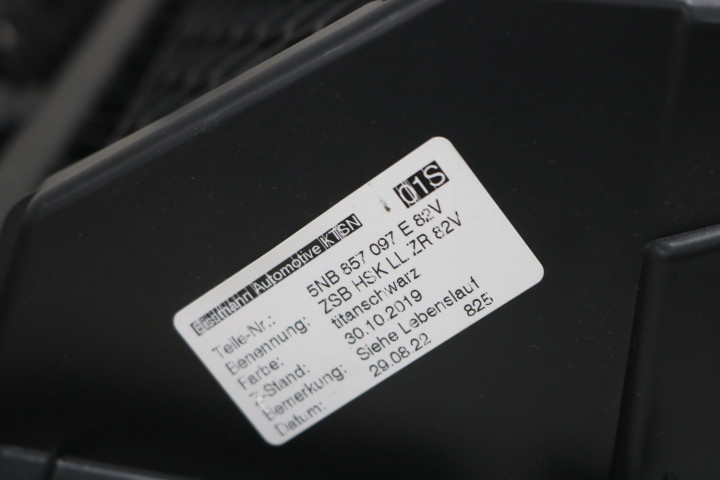 Böstmann Automotive KTSN 01S
Teile-Nr.: 5NB 857 097 E 82V
Benennung: ZSB HSK LL ZR 82V
Farbe: titanschwarz
Z-Stand: 30.10.2019
Bemerkung: Siehe Lebenslauf
Datum: 29.08.22 825